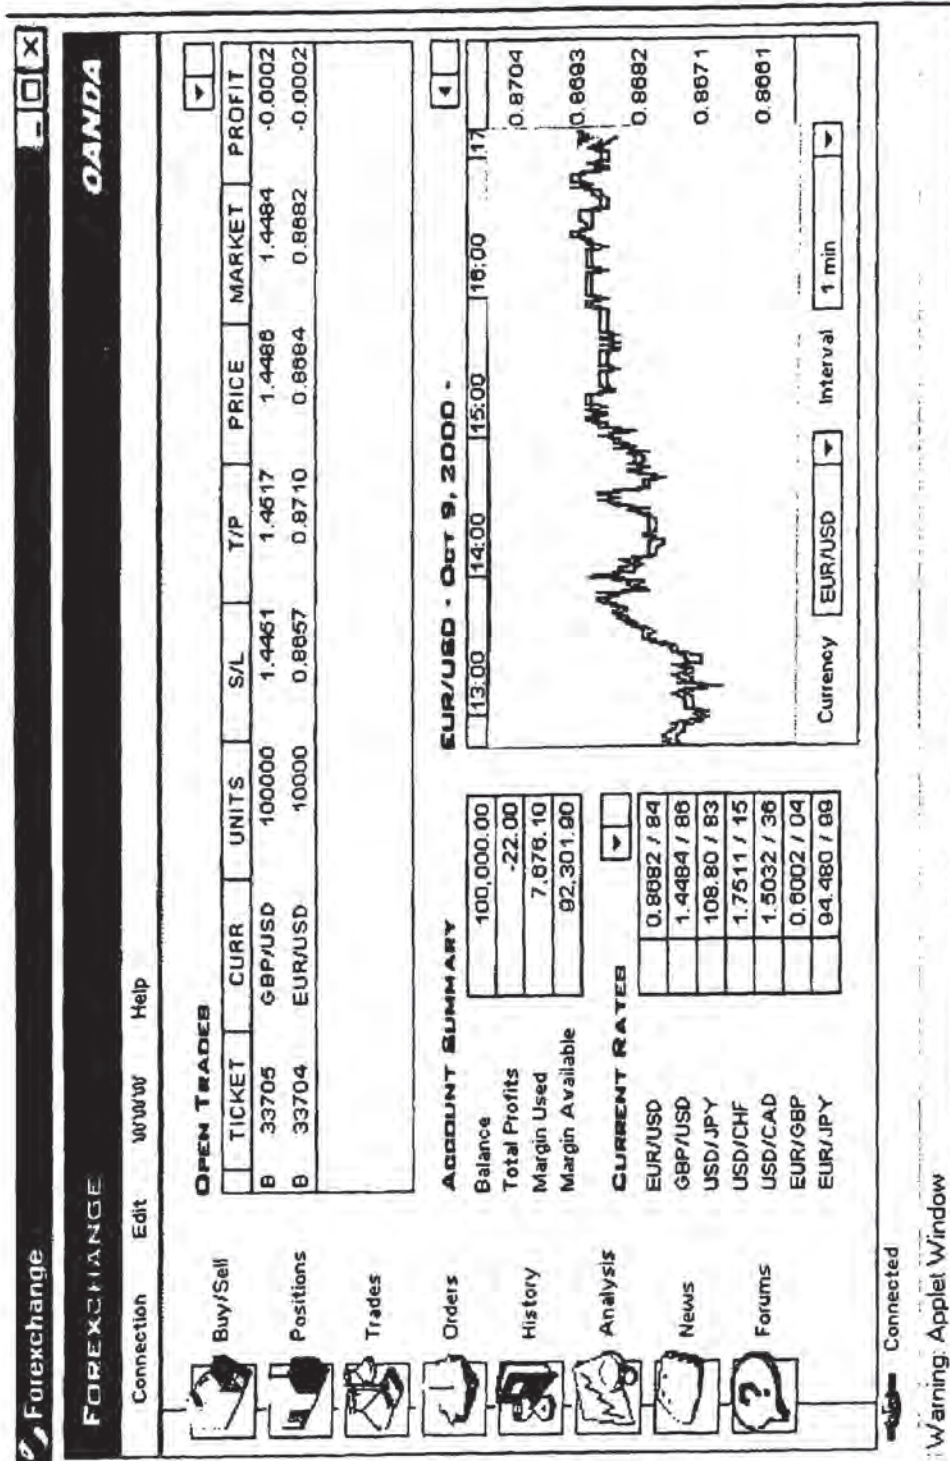 Forexchange
FOREXCHANGE OANDA
Connection Edit WWW Help
Buy/Sell
Positions
Trades
Orders
History
Analysis
News
Forums
OPEN TRADES
TICKET CURR UNITS S/L T/P PRICE MARKET PROFIT
B 33705 GBP/USD 100000 1.4451 1.4517 1.4486 1.4484 -0.0002
B 33704 EUR/USD 10000 0.8657 0.8710 0.8684 0.8682 -0.0002
ACCOUNT SUMMARY
Balance 100,000.00
Total Profits -22.00
Margin Used 7,676.10
Margin Available 92,301.90
CURRENT RATES
EUR/USD 0.8682 / 84
GBP/USD 1.4484 / 86
USD/JPY 108.80 / 83
USD/CHF 1.7511 / 15
USD/CAD 1.5032 / 36
EUR/GBP 0.6002 / 04
EUR/JPY 94.480 / 99
EUR/USD - OCT 9, 2000 -
13:00 14:00 15:00 16:00 17
0.8704
0.8693
0.8682
0.8671
0.8661
Currency EUR/USD Interval 1 min
Connected
Warning: Applet Window